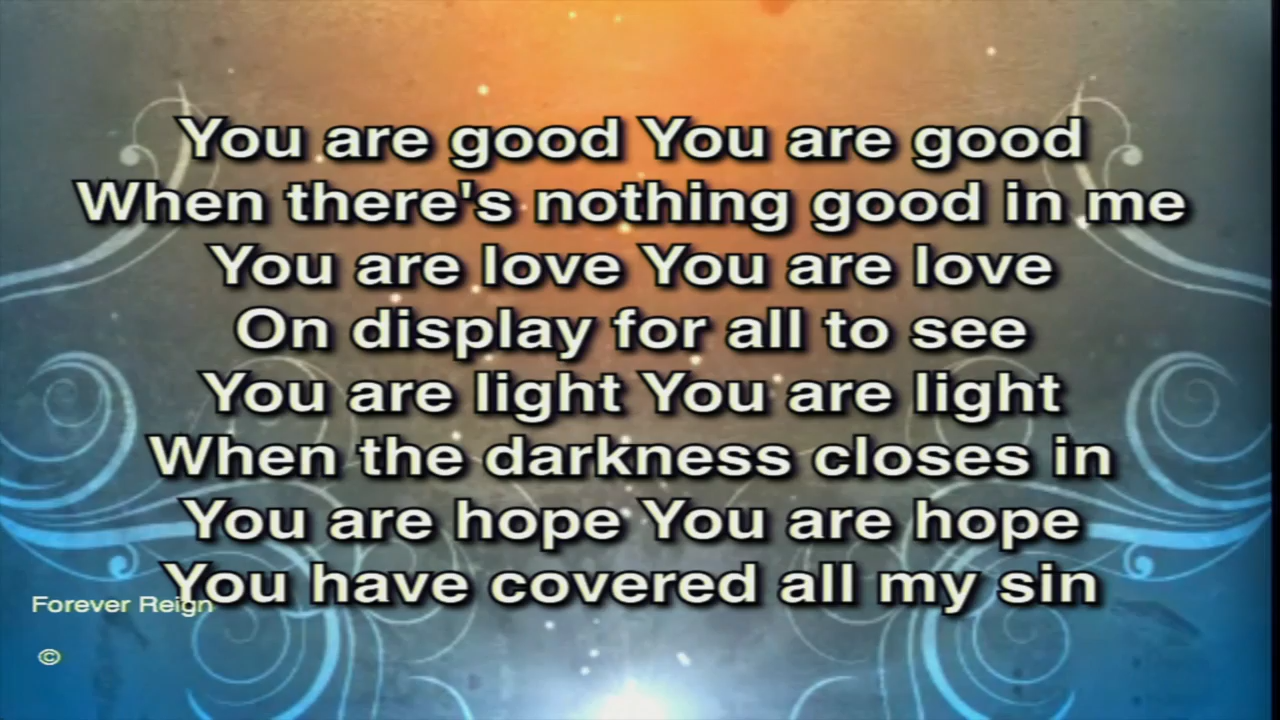 You are good You are good
When there's nothing good in me
You are love You are love
On display for all to see
You are light You are light
When the darkness closes in
You are hope You are hope
You have covered all my sin
Forever Reign
©